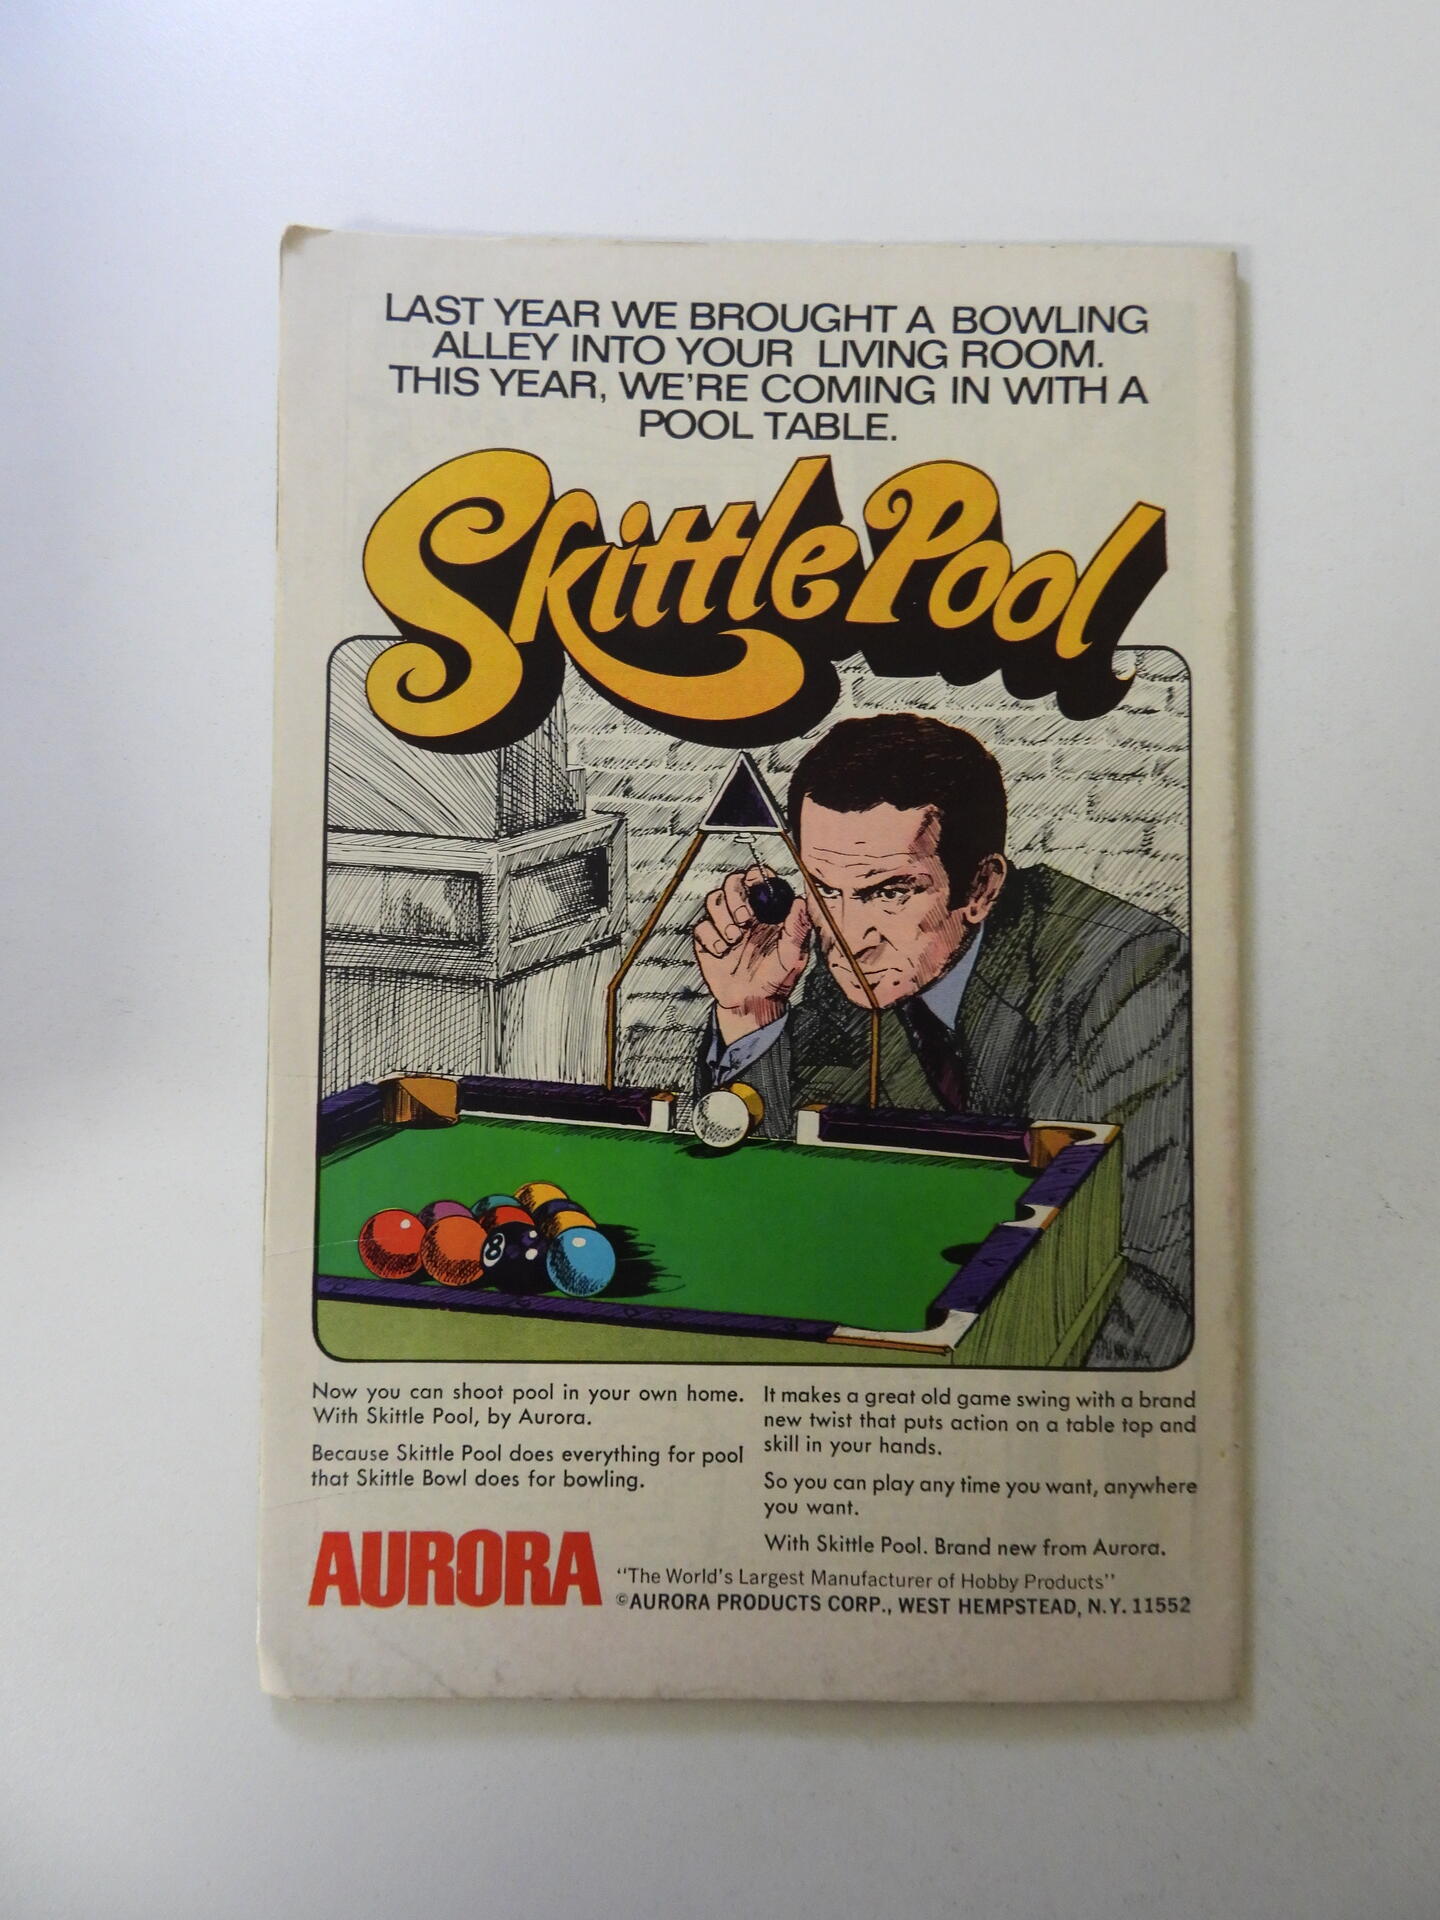 LAST YEAR WE BROUGHT A BOWLING
ALLEY INTO YOUR LIVING ROOM.
THIS YEAR, WE'RE COMING IN WITH A
POOL TABLE.
Skittle Pool
8
Now you can shoot pool in your own home.
With Skittle Pool, by Aurora.
Because Skittle Pool does everything for pool
that Skittle Bowl does for bowling.
It makes a great old game swing with a brand
new twist that puts action on a table top and
skill in your hands.
So you can play any time you want, anywhere
you want.
With Skittle Pool. Brand new from Aurora.
AURORA
"The World's Largest Manufacturer of Hobby Products"
©AURORA PRODUCTS CORP., WEST HEMPSTEAD, N.Y. 11552